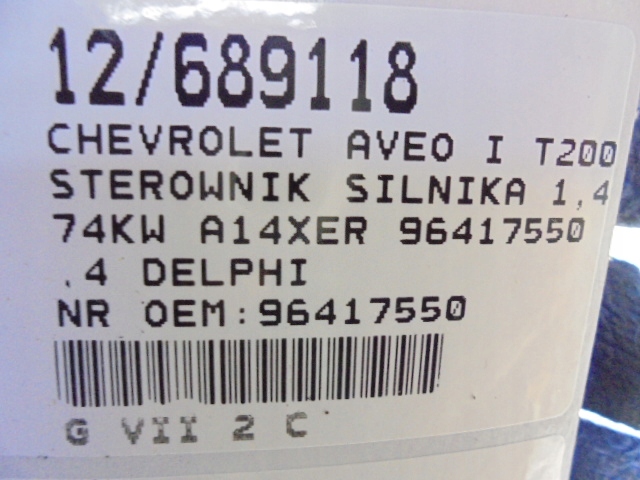 12/689118
CHEVROLET AVEO I T200
STEROWNIK SILNIKA 1,4
74KW A14XER 96417550
.4 DELPHI
NR OEM:96417550
G VII 2 C